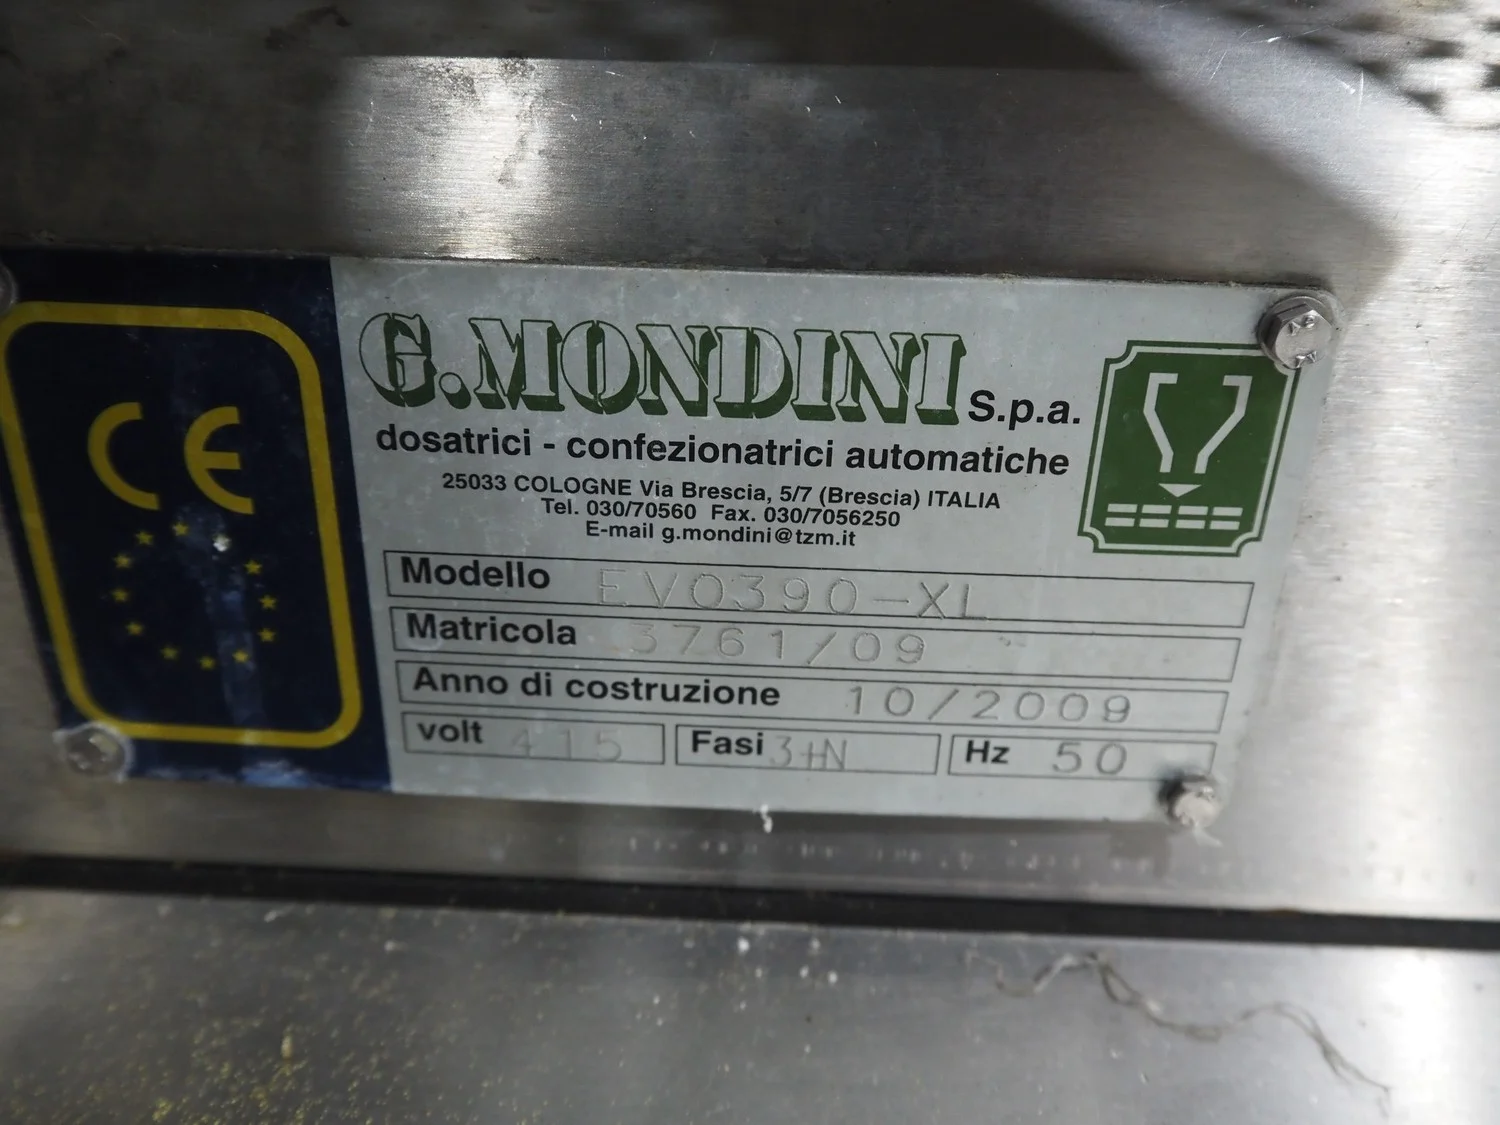 CE
G.MONDINI S.p.a.
dosatrici - confezionatrici automatiche
25033 COLOGNE Via Brescia, 5/7 (Brescia) ITALIA
Tel. 030/70560 Fax. 030/7056250
E-mail g.mondini@tzm.it
Modello EVO390-XL
Matricola 3761/09
Anno di costruzione 10/2009
volt 415 Fasi 3+N Hz 50